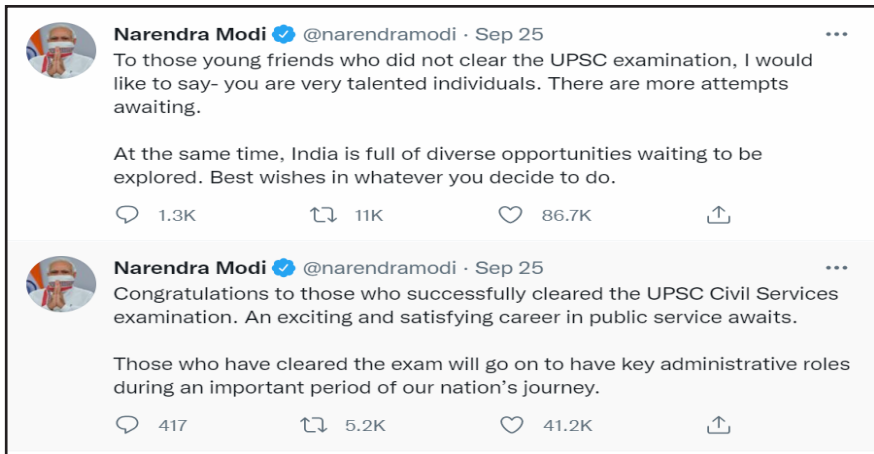 Narendra Modi @narendramodi · Sep 25
To those young friends who did not clear the UPSC examination, I would
like to say- you are very talented individuals. There are more attempts
awaiting.
At the same time, India is full of diverse opportunities waiting to be
explored. Best wishes in whatever you decide to do.
1.3K 11K 86.7K
Narendra Modi @narendramodi · Sep 25
Congratulations to those who successfully cleared the UPSC Civil Services
examination. An exciting and satisfying career in public service awaits.
Those who have cleared the exam will go on to have key administrative roles
during an important period of our nation’s journey.
417 5.2K 41.2K